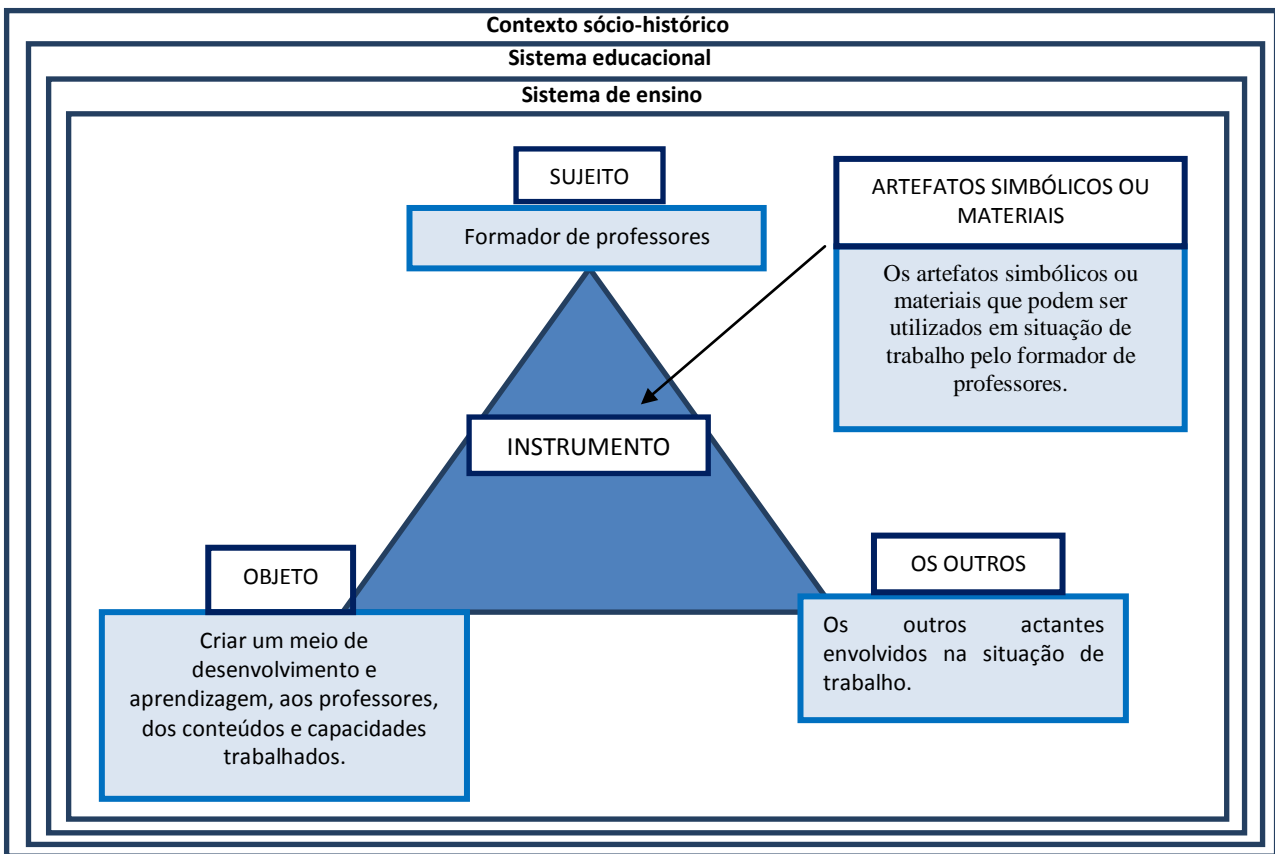 Contexto sócio-histórico
Sistema educacional
Sistema de ensino
SUJEITO
Formador de professores
ARTEFATOS SIMBÓLICOS OU
MATERIAIS
Os artefatos simbólicos ou
materiais que podem ser
utilizados em situação de
trabalho pelo formador de
professores.
INSTRUMENTO
OBJETO
Criar um meio de
desenvolvimento e
aprendizagem, aos professores,
dos conteúdos e capacidades
trabalhados.
OS OUTROS
Os outros actantes
envolvidos na situação de
trabalho.